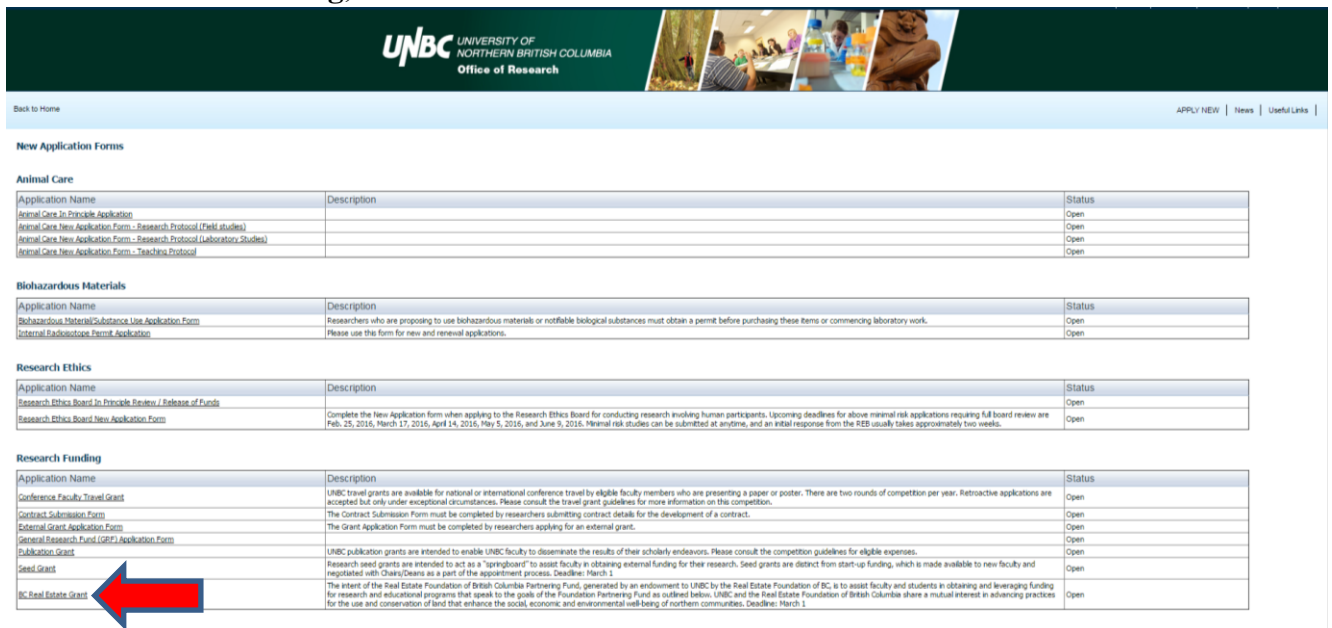 UNBC UNIVERSITY OF
NORTHERN BRITISH COLUMBIA
Office of Research
Back to Home
APPLY NEW | News | Useful Links |
New Application Forms
Animal Care
Application Name Description Status
Animal Care In Principle Application Open
Animal Care New Application Form - Research Protocol (Field studies) Open
Animal Care New Application Form - Research Protocol (Laboratory Studies) Open
Animal Care New Application Form - Teaching Protocol Open
Biohazardous Materials
Application Name Description Status
Biohazardous Material/Substance Use Application Form Researchers who are proposing to use biohazardous materials or notifiable biological substances must obtain a permit before purchasing these items or commencing laboratory work. Open
Internal Radioisotope Permit Application Please use this form for new and renewal applications. Open
Research Ethics
Application Name Description Status
Research Ethics Board In Principle Review / Release of Funds Open
Research Ethics Board New Application Form Complete the New Application form when applying to the Research Ethics Board for conducting research involving human participants. Upcoming deadlines for above minimal risk applications requiring full board review are
Feb. 25, 2016, March 17, 2016, April 14, 2016, May 5, 2016, and June 9, 2016. Minimal risk studies can be submitted at anytime, and an initial response from the REB usually takes approximately two weeks. Open
Research Funding
Application Name Description Status
Conference Faculty Travel Grant UNBC travel grants are available for national or international conference travel by eligible faculty members who are presenting a paper or poster. There are two rounds of competition per year. Retroactive applications are
accepted but only under exceptional circumstances. Please consult the travel grant guidelines for more information on this competition. Open
Contract Submission Form The Contract Submission Form must be completed by researchers submitting contract details for the development of a contract. Open
External Grant Application Form The Grant Application Form must be completed by researchers applying for an external grant. Open
General Research Fund (GRF) Application Form Open
Publication Grant UNBC publication grants are intended to enable UNBC faculty to disseminate the results of their scholarly endeavors. Please consult the competition guidelines for eligible expenses. Open
Seed Grant Research seed grants are intended to act as a "springboard" to assist faculty in obtaining external funding for their research. Seed grants are distinct from start-up funding, which is made available to new faculty and
negotiated with Chairs/Deans as a part of the appointment process. Deadline: March 1 Open
BC Real Estate Grant The intent of the Real Estate Foundation of British Columbia Partnering Fund, generated by an endowment to UNBC by the Real Estate Foundation of BC, is to assist faculty and students in obtaining and leveraging funding
for research and educational programs that speak to the goals of the Foundation Partnering Fund as outlined below. UNBC and the Real Estate Foundation of British Columbia share a mutual interest in advancing practices
for the use and conservation of land that enhance the social, economic and environmental well-being of northern communities. Deadline: March 1 Open